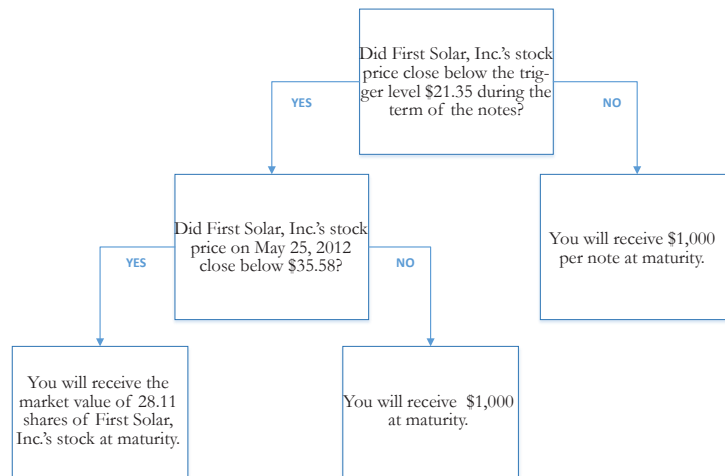 Did First Solar, Inc.'s stock
price close below the trig-
ger level $21.35 during the
term of the notes?
YES
NO
Did First Solar, Inc.'s stock
price on May 25, 2012
close below $35.58?
You will receive $1,000
per note at maturity.
YES
NO
You will receive the
market value of 28.11
shares of First Solar,
Inc.'s stock at maturity.
You will receive $1,000
at maturity.